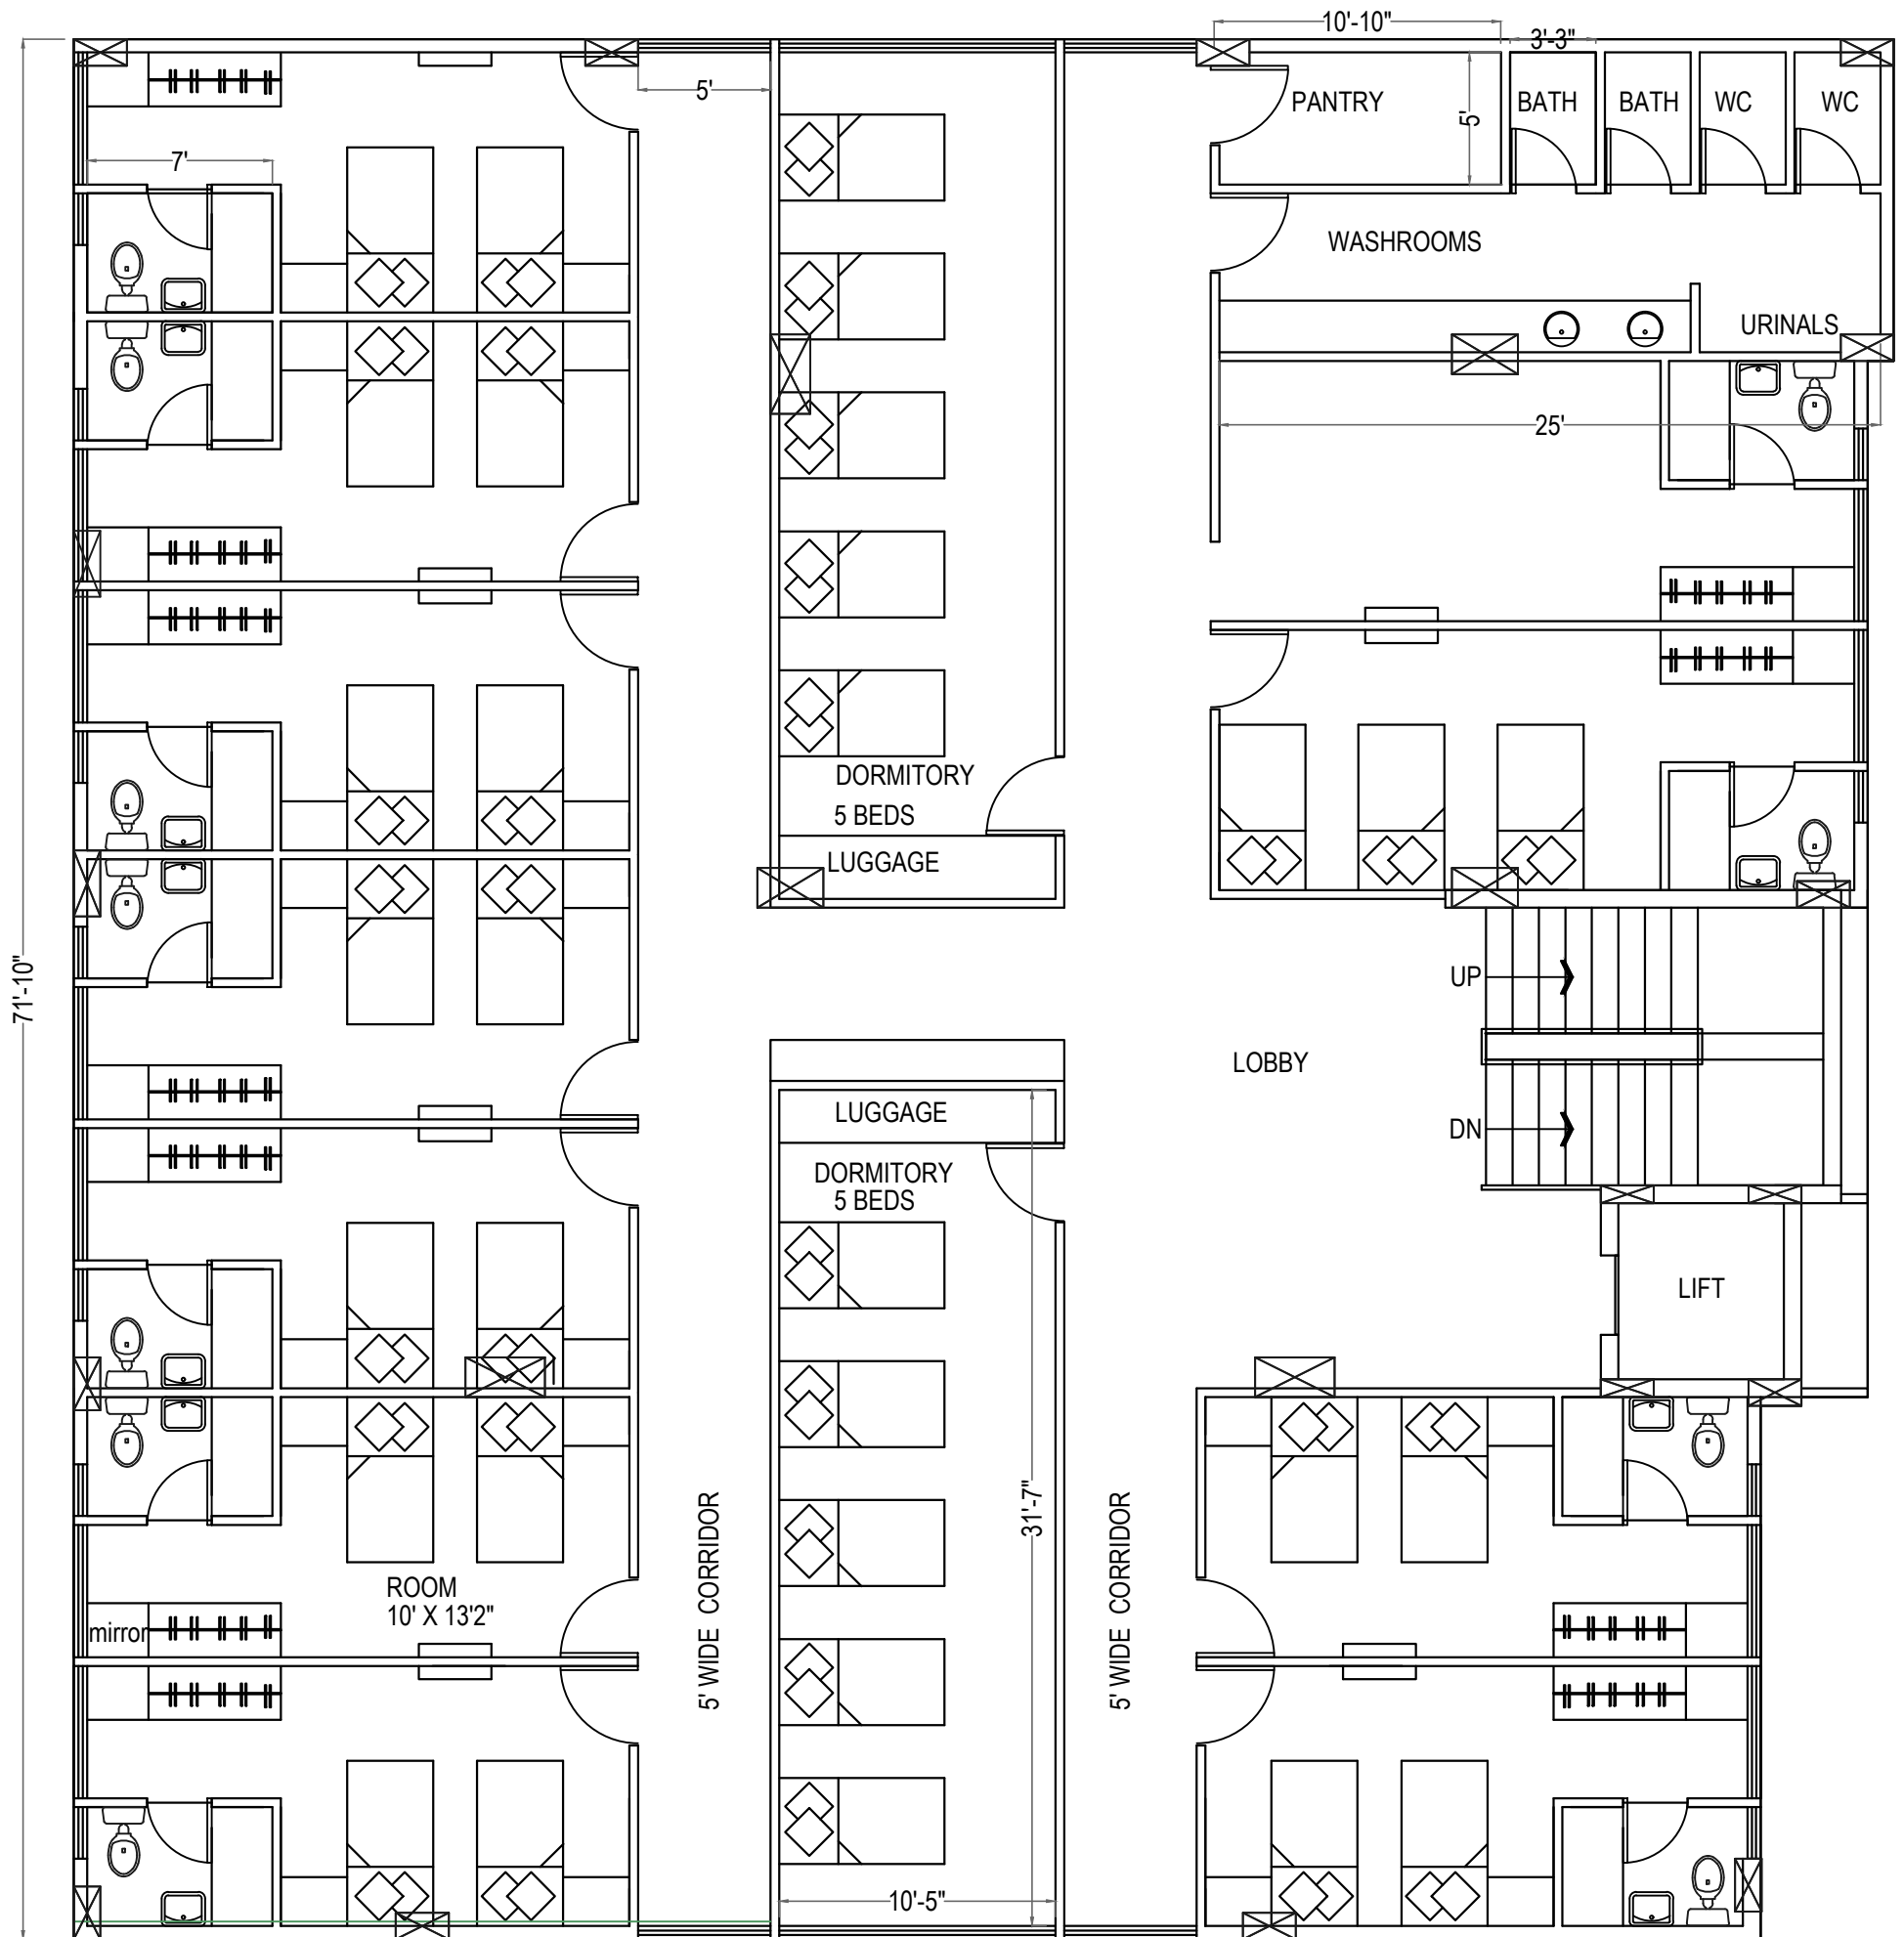 10'-10"
3'-3"
5'
PANTRY
5'
BATH
BATH
WC
WC
7'
WASHROOMS
URINALS
25'
DORMITORY
5 BEDS
LUGGAGE
71'-10"
UP
LOBBY
DN
LUGGAGE
DORMITORY
5 BEDS
LIFT
31'-7"
5' WIDE CORRIDOR
5' WIDE CORRIDOR
ROOM
10' X 13'2"
mirror
10'-5"